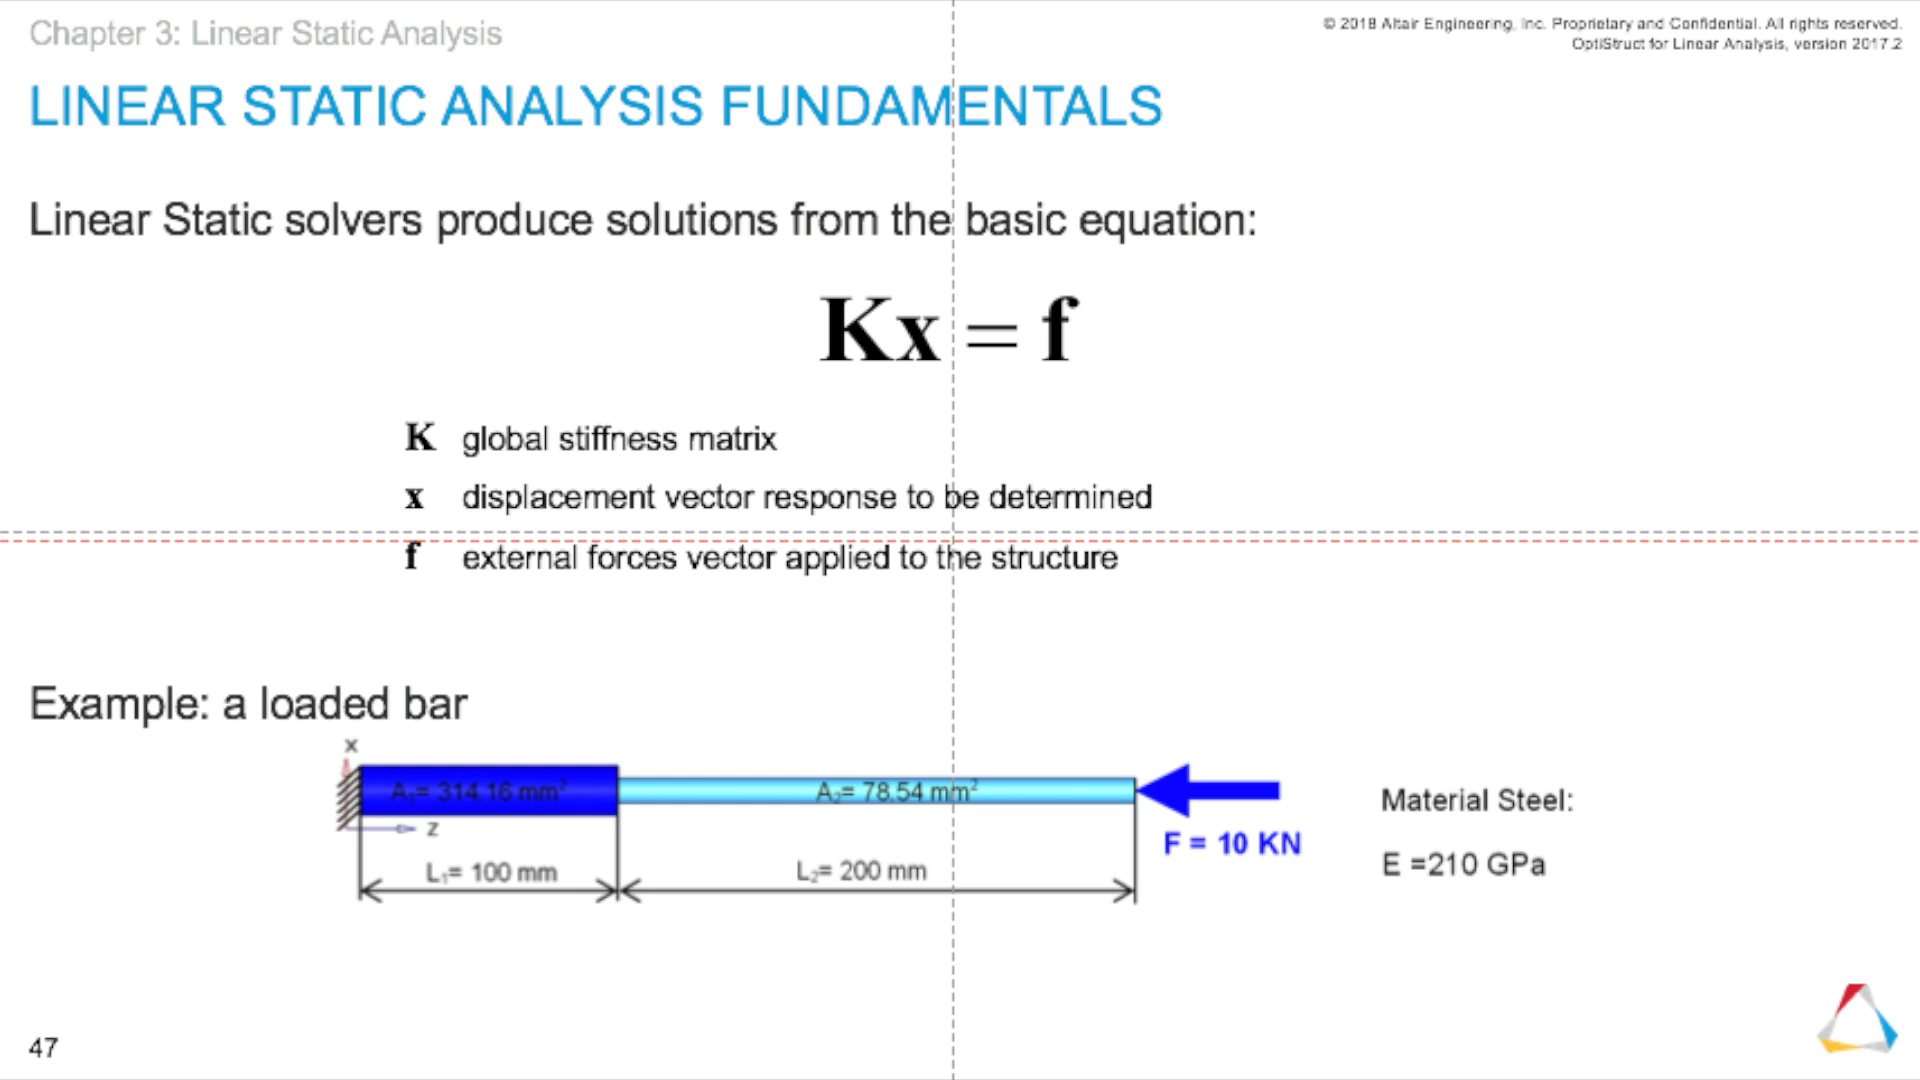 Chapter 3: Linear Static Analysis
© 2018 Altair Engineering, Inc. Proprietary and Confidential. All rights reserved.
OptiStruct for Linear Analysis, version 2017.2
LINEAR STATIC ANALYSIS FUNDAMENTALS
Linear Static solvers produce solutions from the basic equation:
Kx = f
K global stiffness matrix
x displacement vector response to be determined
f external forces vector applied to the structure
Example: a loaded bar
x
A₁= 314.16 mm²
A₂= 78.54 mm²
z
F = 10 KN
L₁= 100 mm
L₂= 200 mm
Material Steel:
E =210 GPa
47